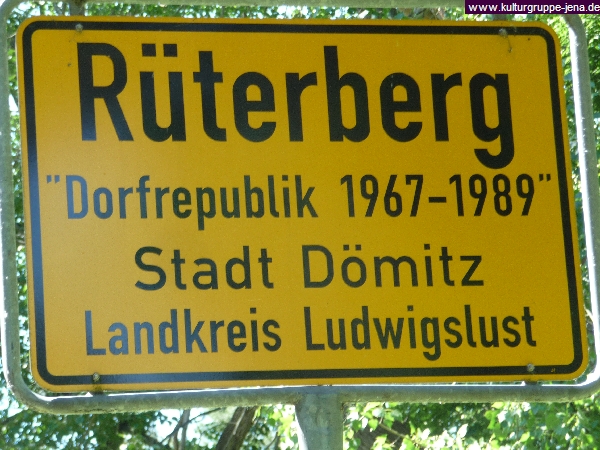 www.kulturgruppe-jena.de
Rüterberg
"Dorfrepublik 1967-1989"
Stadt Dömitz
Landkreis Ludwigslust